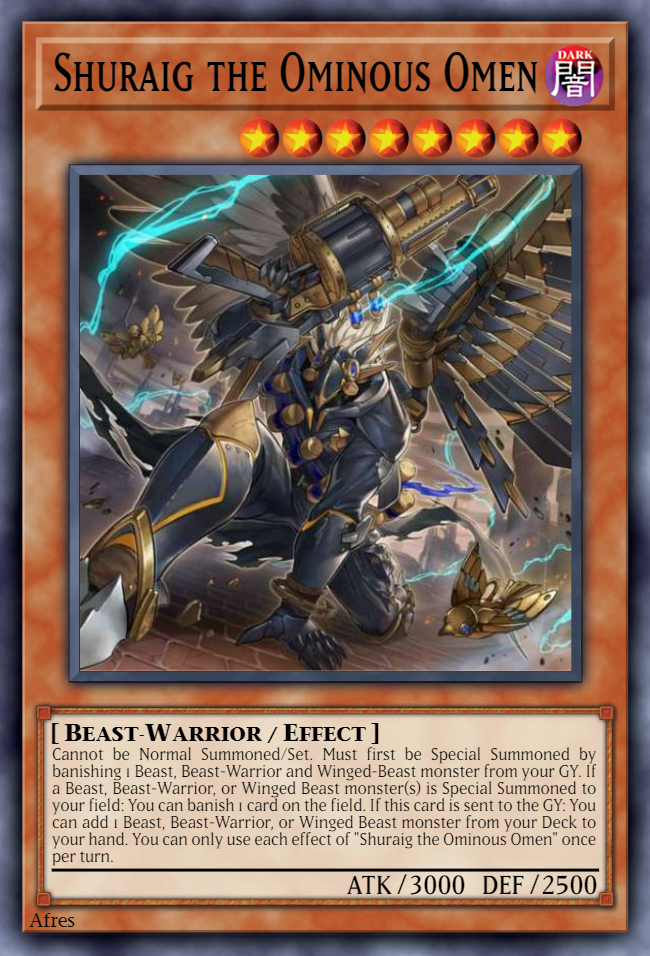 Shuraig the Ominous Omen
DARK
闇
[ Beast-Warrior / Effect ]
Cannot be Normal Summoned/Set. Must first be Special Summoned by
banishing 1 Beast, Beast-Warrior and Winged-Beast monster from your GY. If
a Beast, Beast-Warrior, or Winged Beast monster(s) is Special Summoned to
your field: You can banish 1 card on the field. If this card is sent to the GY: You
can add 1 Beast, Beast-Warrior, or Winged Beast monster from your Deck to
your hand. You can only use each effect of "Shuraig the Ominous Omen" once
per turn.
ATK/3000 DEF/2500
Afres